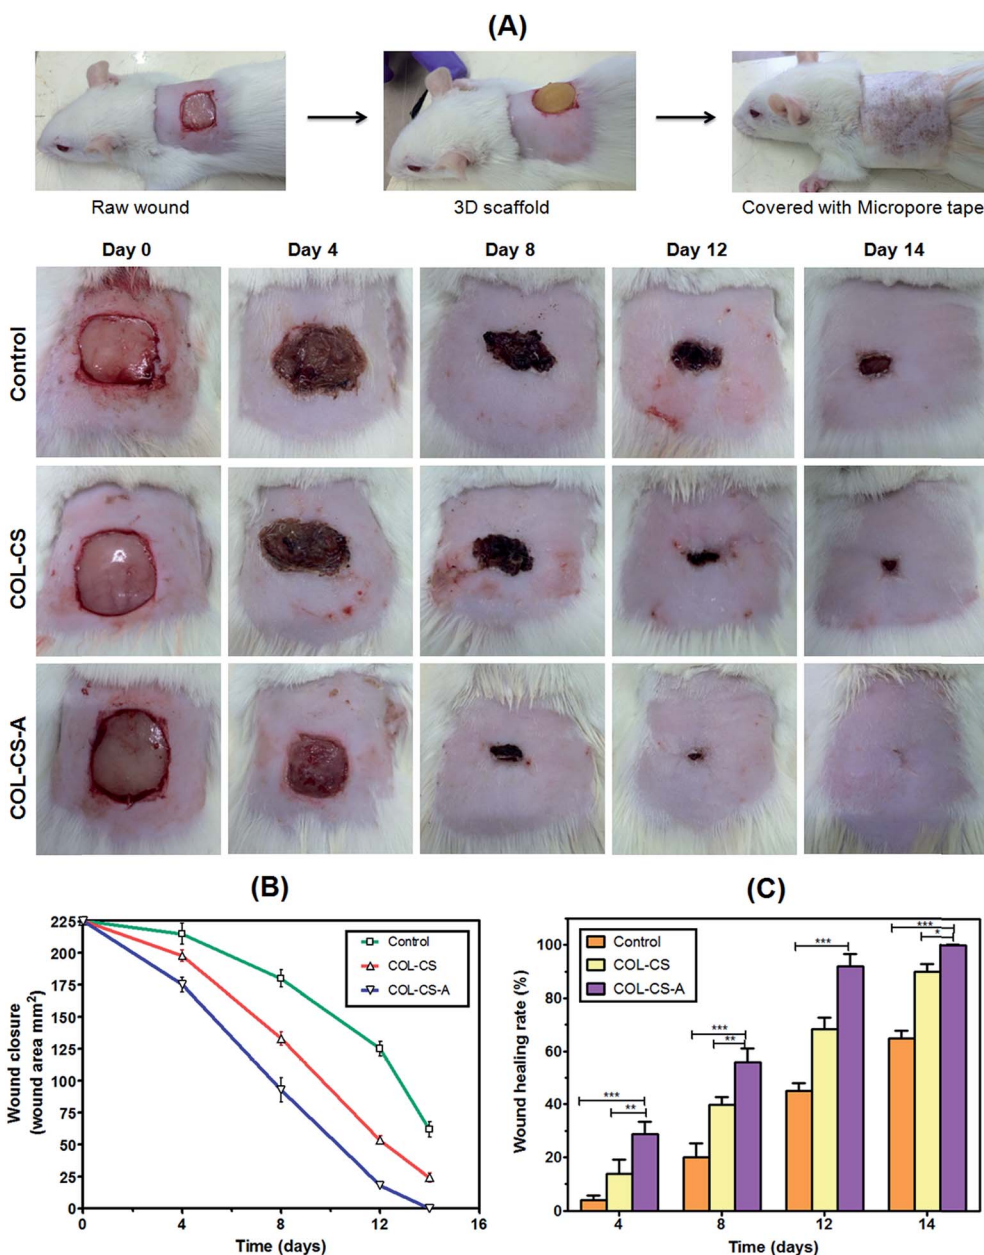 (A)
Raw wound
3D scaffold
Covered with Micropore tape
Day 0
Day 4
Day 8
Day 12
Day 14
Control
COL-CS
COL-CS-A
(B)
225
200
175
150
125
100
75
50
25
0
Wound closure
(wound area mm²)
Control
COL-CS
COL-CS-A
0
4
8
12
16
Time (days)
(C)
100
80
60
40
20
0
Wound healing rate (%)
Control
COL-CS
COL-CS-A
***
**
***
**
***
***
*
4
8
12
14
Time (days)